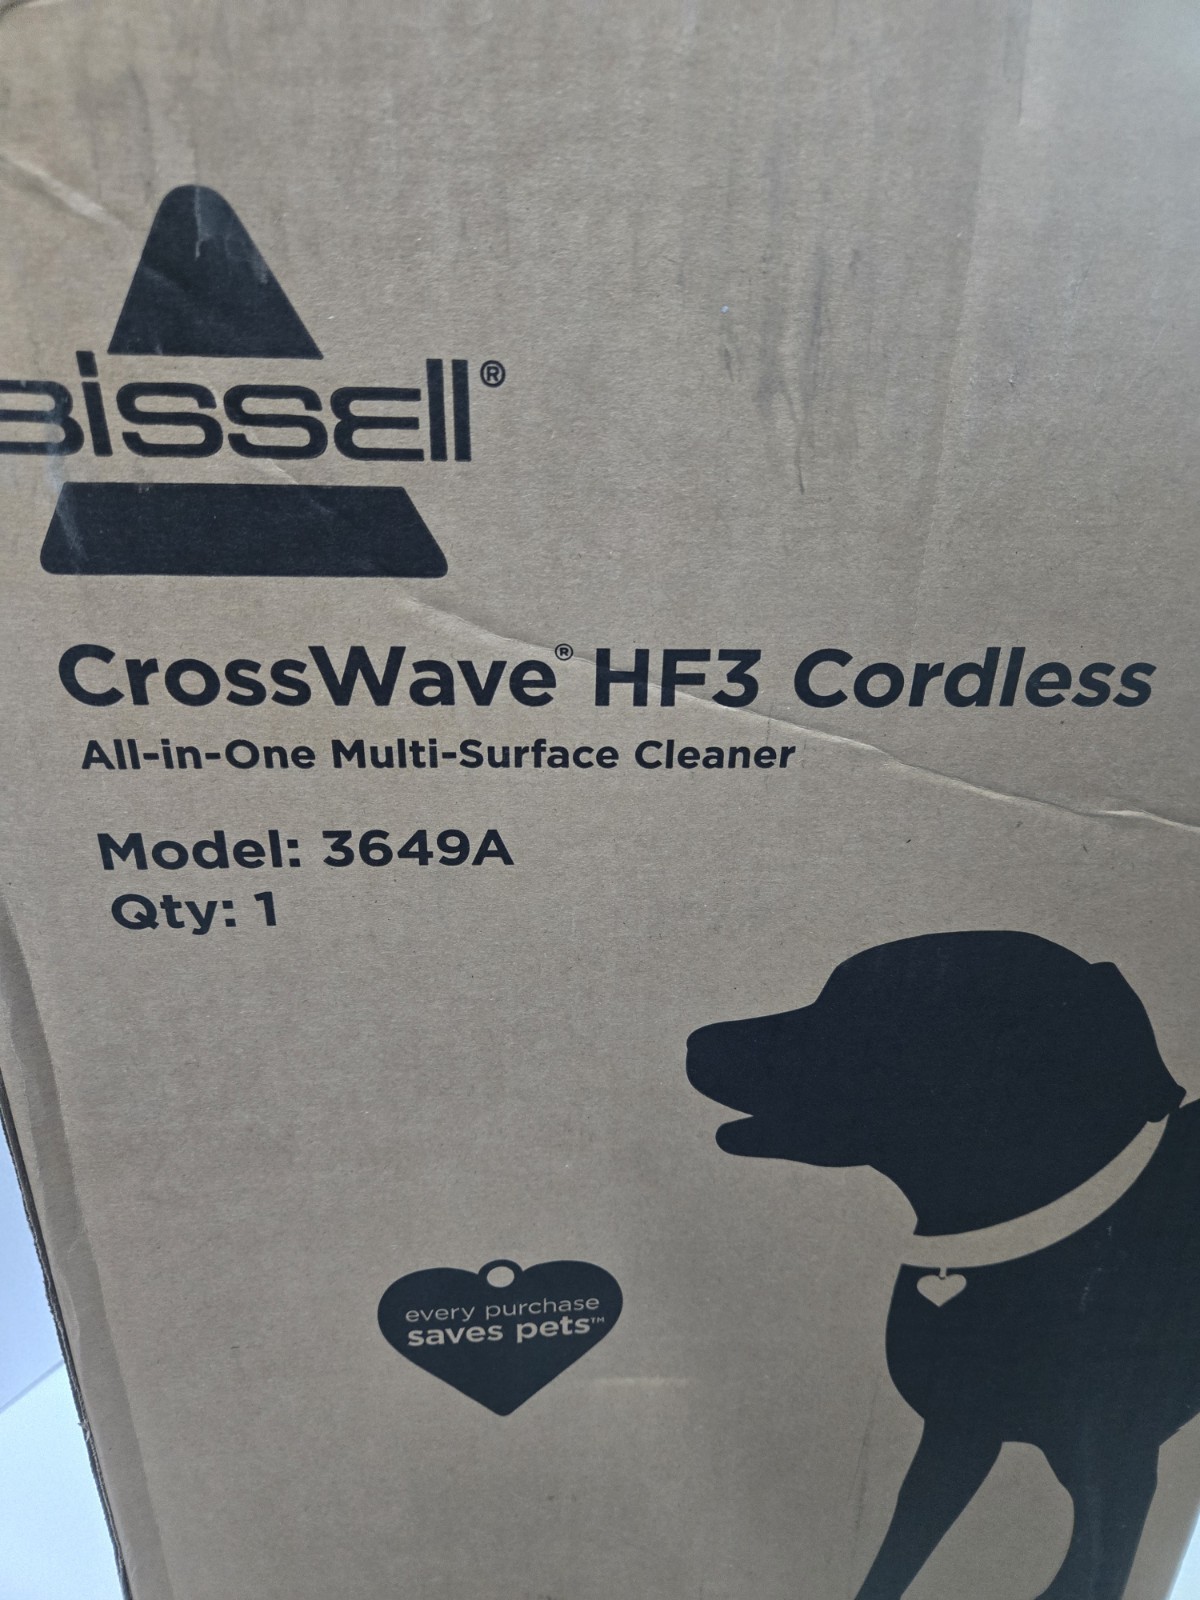 Bissell®
CrossWave® HF3 Cordless
All-in-One Multi-Surface Cleaner
Model: 3649A
Qty: 1
every purchase
saves pets™